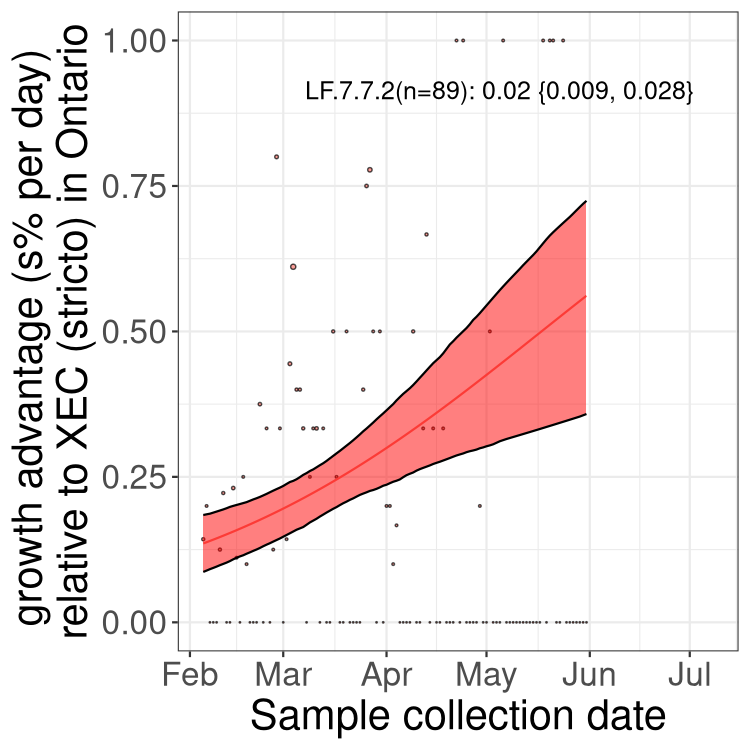 growth advantage (s% per day)
relative to XEC (stricto) in Ontario
1.00
0.75
0.50
0.25
0.00
LF.7.7.2(n=89): 0.02 {0.009, 0.028}
Feb Mar Apr May Jun Jul
Sample collection date